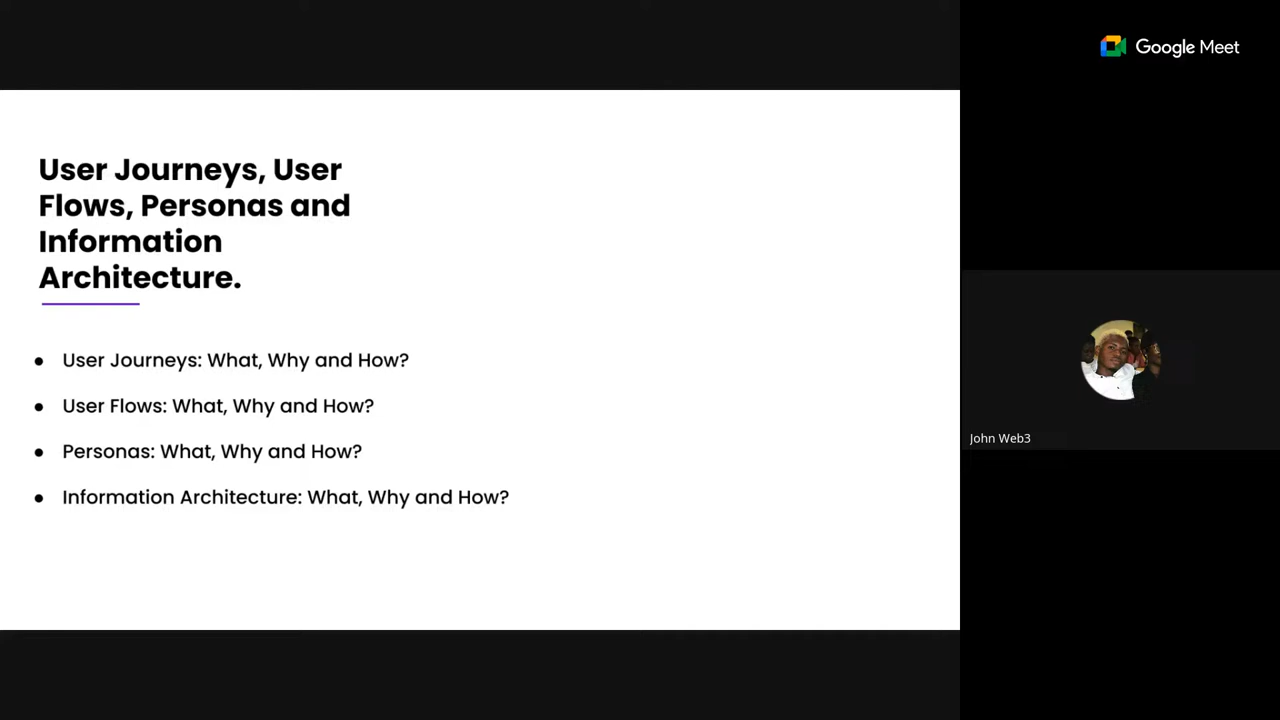 Google Meet
User Journeys, User
Flows, Personas and
Information
Architecture.
● User Journeys: What, Why and How?
● User Flows: What, Why and How?
● Personas: What, Why and How?
● Information Architecture: What, Why and How?
John Web3